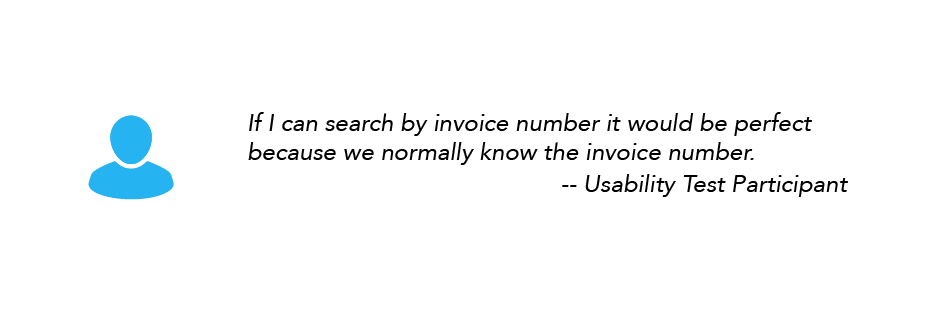 If I can search by invoice number it would be perfect
because we normally know the invoice number.
-- Usability Test Participant